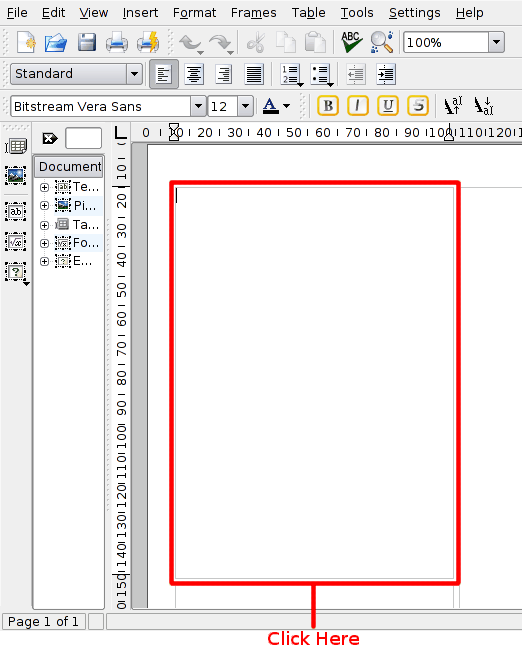 File Edit View Insert Format Frames Table Tools Settings Help
ABC 100%
Standard
Bitstream Vera Sans 12 A B I U S
0 10 20 30 40 50 60 70 80 90 100 110 120 1
Document
Te...
Pi...
Ta...
Fo...
E...
10
20
30
40
50
60
70
80
90
100
110
120
130
140
150
Page 1 of 1
Click Here